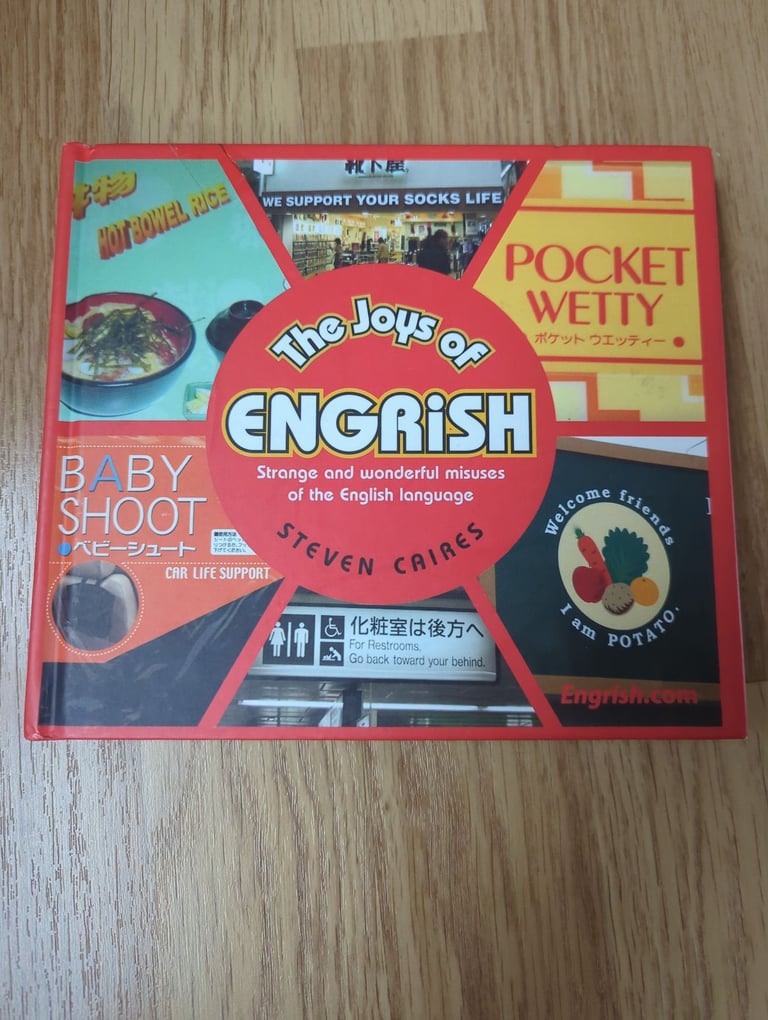 HOT BOWEL RICE
靴下屋
WE SUPPORT YOUR SOCKS LIFE
POCKET
WETTY
ポケット ウエッティー
The Joys of
ENGRiSH
Strange and wonderful misuses
of the English language
STEVEN CAIRES
BABY
SHOOT
ベビーシュート
CAR LIFE SUPPORT
化粧室は後方へ
For Restrooms,
Go back toward your behind.
Welcome friends
I am POTATO.
Engrish.com